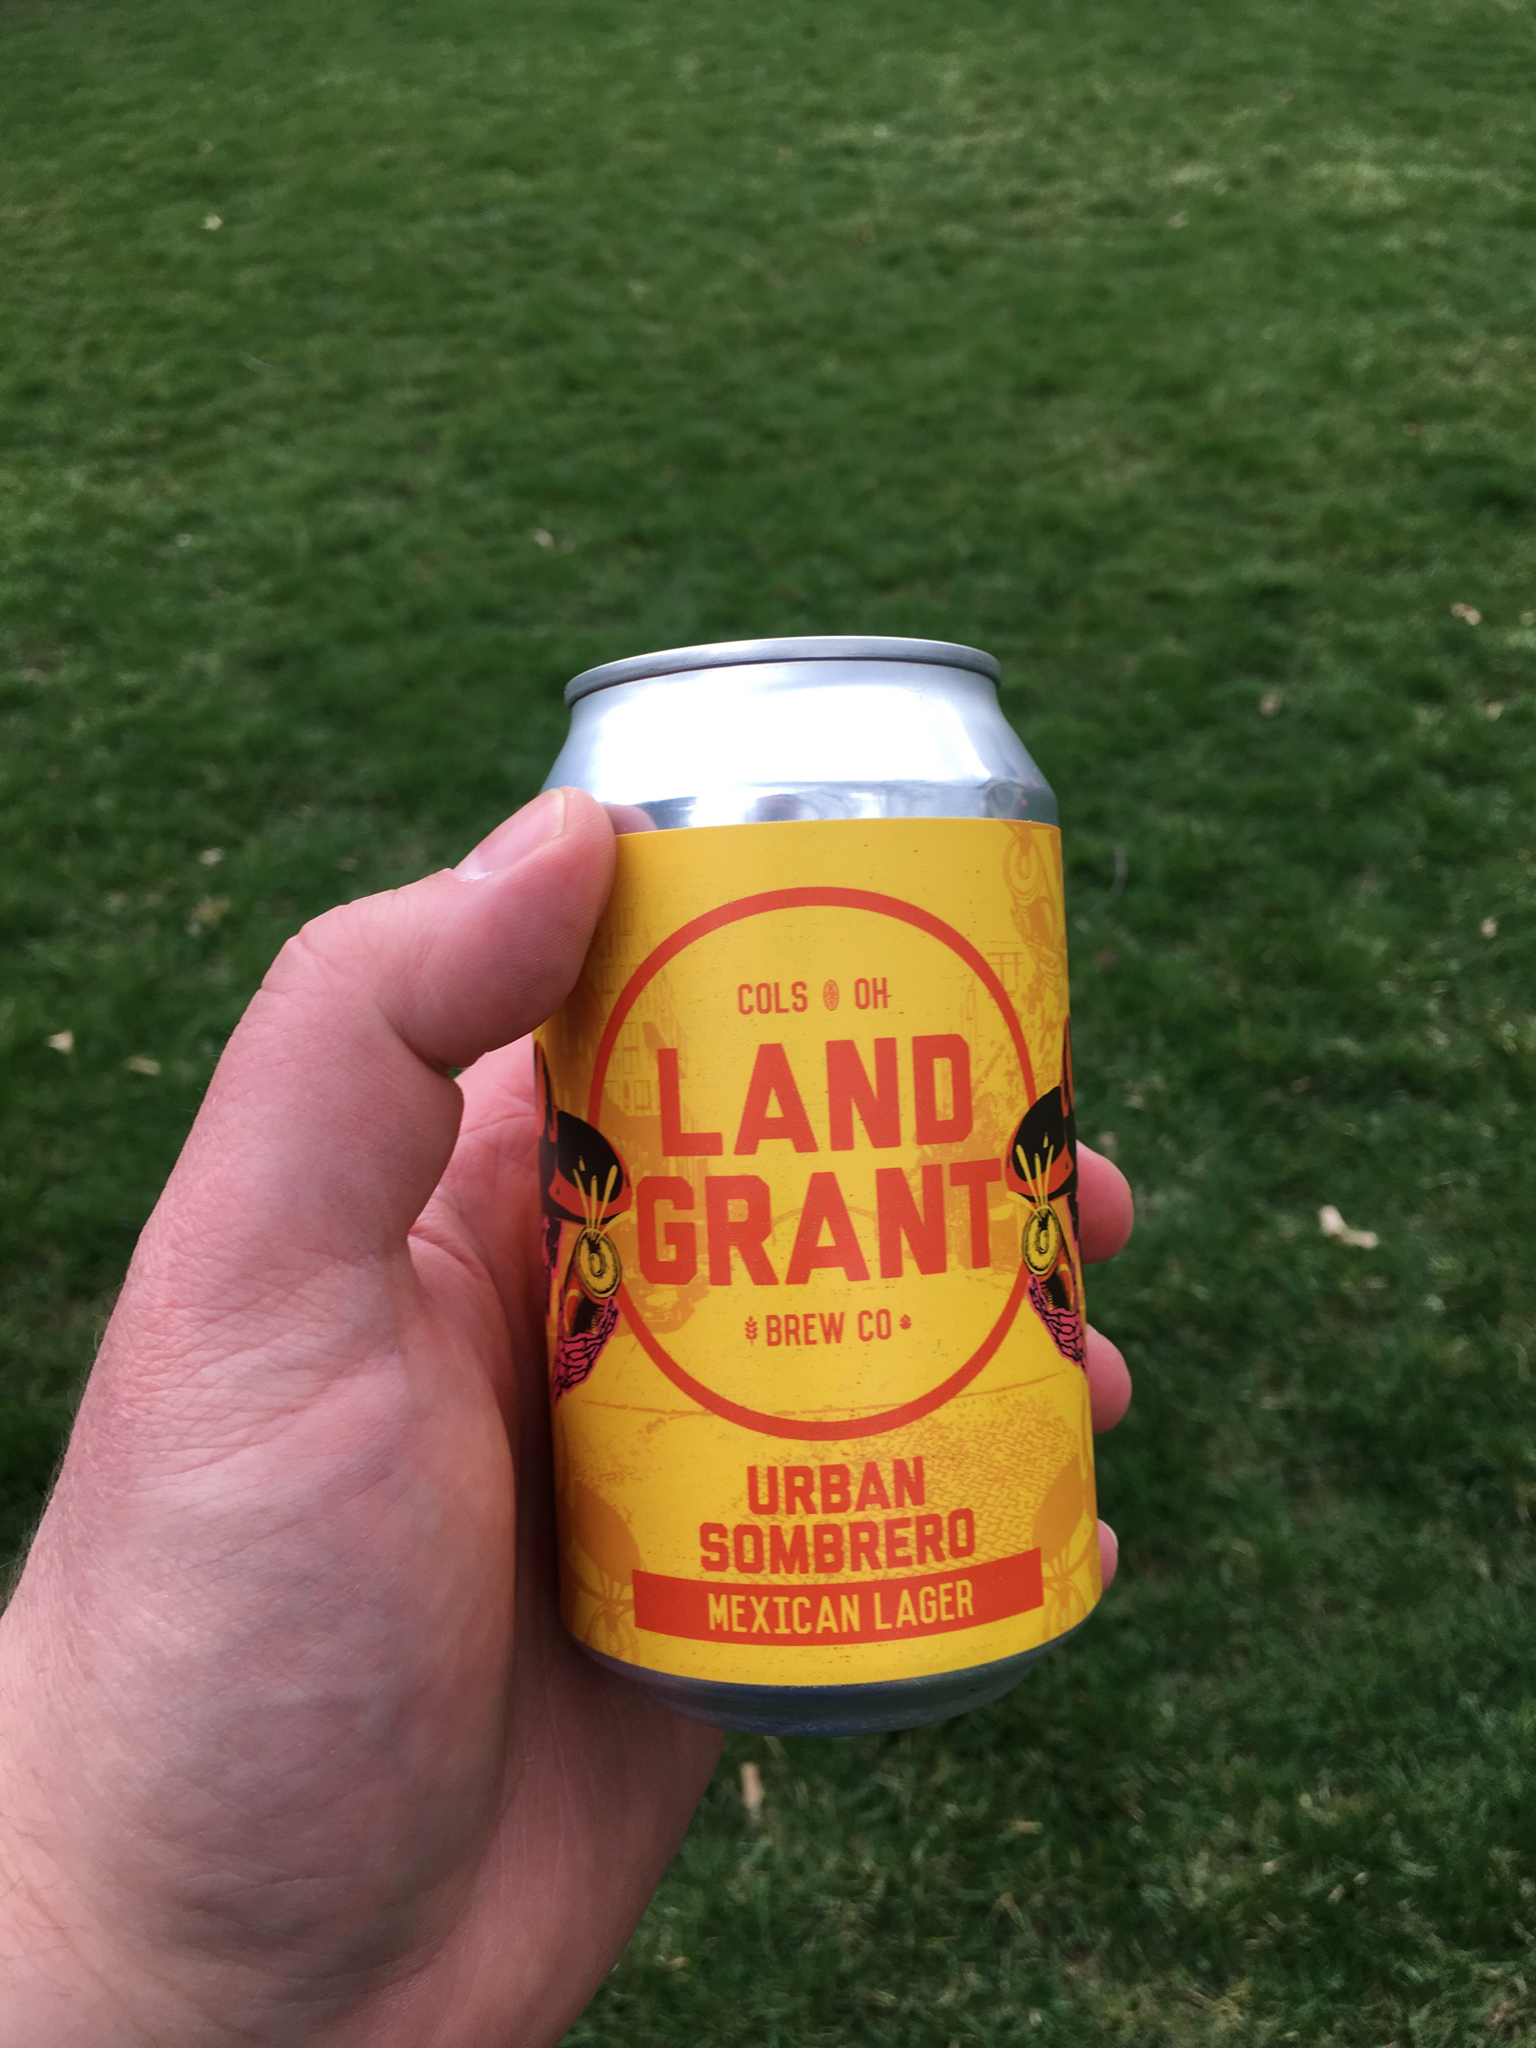 COLS OH
LAND
GRANT
BREW CO
URBAN
SOMBRERO
MEXICAN LAGER